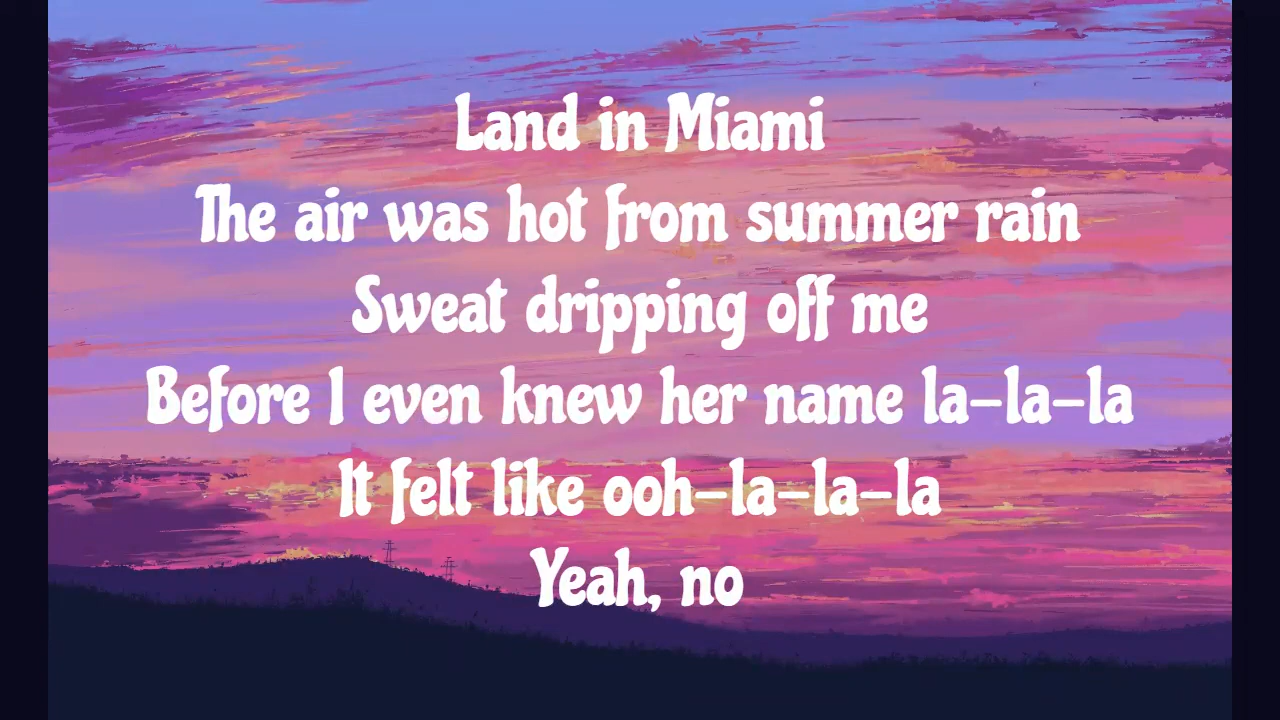 Land in Miami
The air was hot from summer rain
Sweat dripping off me
Before I even knew her name la-la-la
It felt like ooh-la-la-la
Yeah, no